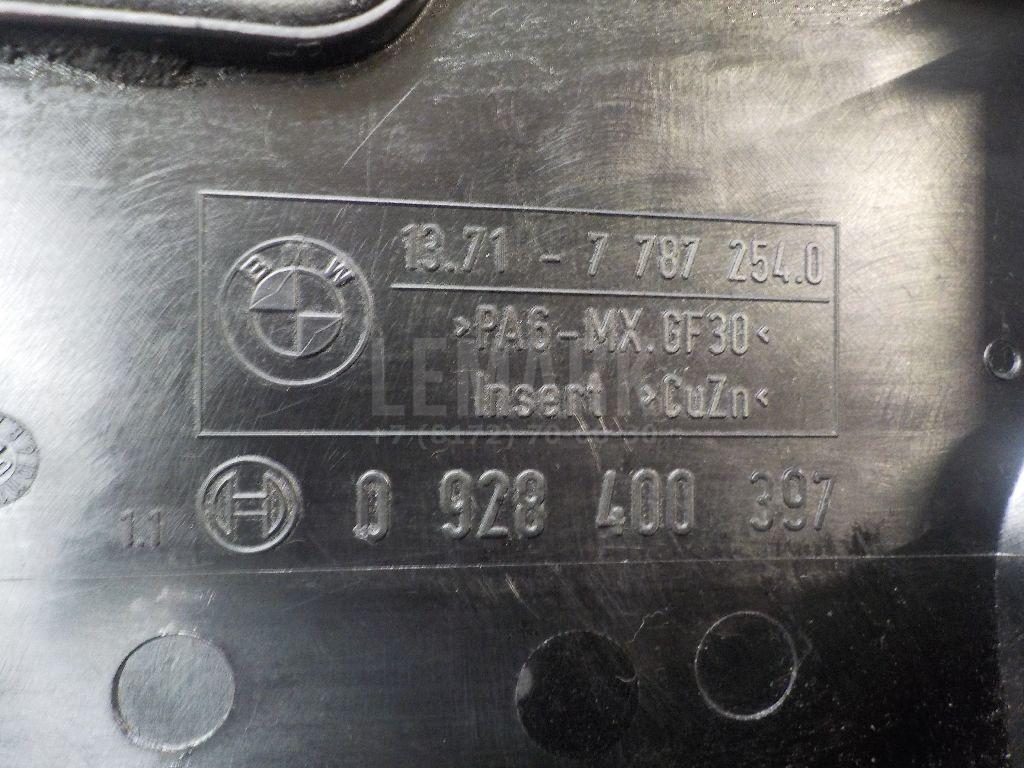 BMW
13.71 - 7 787 254.0
>PA6-MX.GF30<
Insert >CuZn<
LEMARK
1.1
0 928 400 397